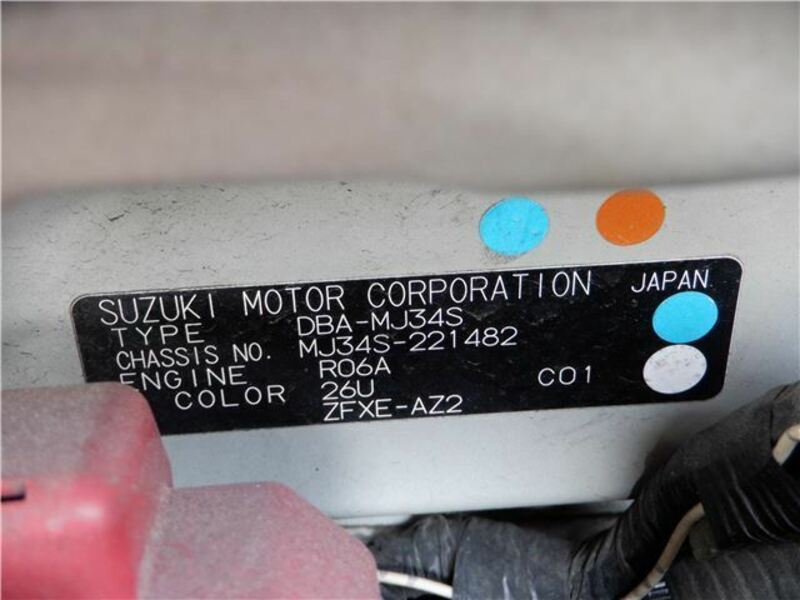 SUZUKI MOTOR CORPORATION JAPAN
TYPE DBA-MJ34S
CHASSIS NO. MJ34S-221482
ENGINE R06A
COLOR 26U C01
ZFXE-AZ2